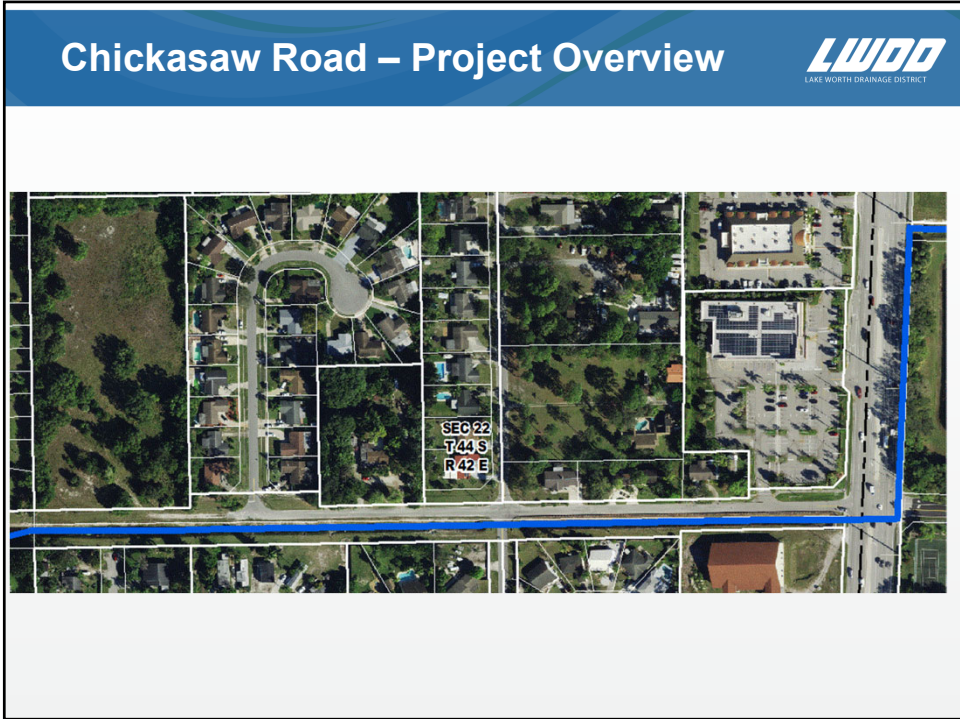 Chickasaw Road – Project Overview
LWDD
LAKE WORTH DRAINAGE DISTRICT
SEC 22
T 44 S
R 42 E